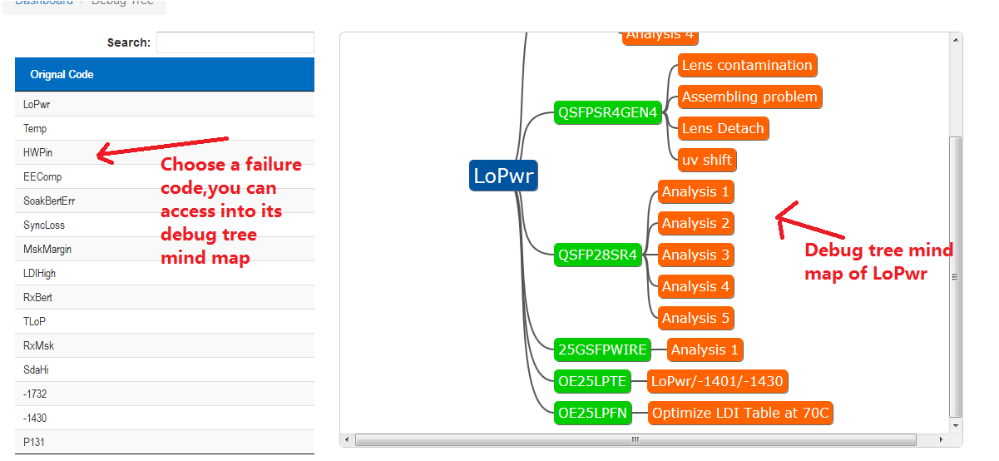 Dashboard / Debug Tree
Search:
Orignal Code
LoPwr
Temp
HWPin
EEComp
SoakBertErr
SyncLoss
MskMargin
LDIHigh
RxBert
TLoP
RxMsk
SdaHi
-1732
-1430
P131
Choose a failure
code,you can
access into its
debug tree
mind map
LoPwr
Analysis 4
QSFPSR4GEN4
Lens contamination
Assembling problem
Lens Detach
uv shift
QSFP28SR4
Analysis 1
Analysis 2
Analysis 3
Analysis 4
Analysis 5
25GSFPWIRE
Analysis 1
OE25LPTE
LoPwr/-1401/-1430
OE25LPFN
Optimize LDI Table at 70C
Debug tree mind
map of LoPwr